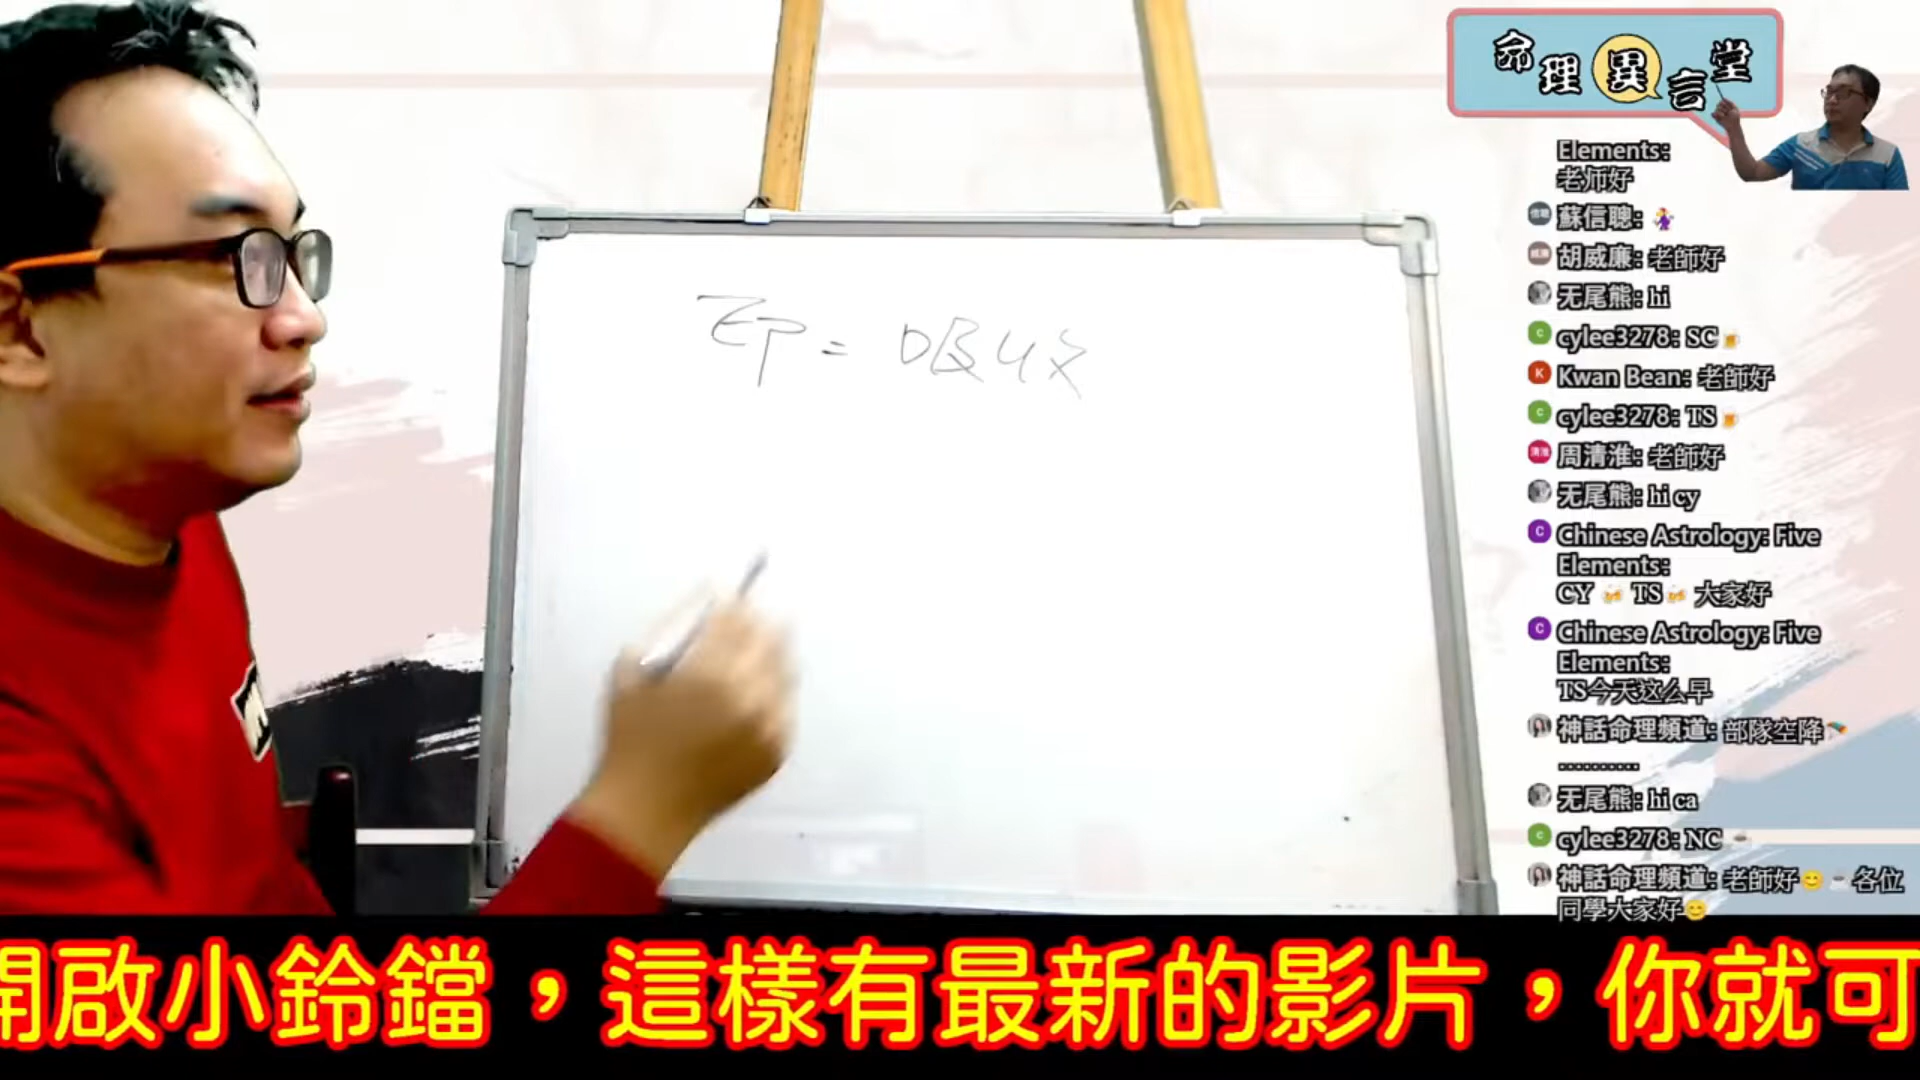 命理異言堂
Elements:
老师好
蘇信聰:
胡威廉: 老師好
无尾熊: hi
cylee3278: SC🍺
Kwan Bean: 老師好
cylee3278: TS🍺
周清淮: 老師好
无尾熊: hi cy
Chinese Astrology: Five
Elements:
CY 🍻 TS🍻 大家好
Chinese Astrology: Five
Elements:
TS今天这么早
神話命理頻道: 部隊空降🪂
..........
无尾熊: hi ca
cylee3278: NC ☕
神話命理頻道: 老師好😊☕各位
同學大家好😊
開啟小鈴鐺，這樣有最新的影片，你就可